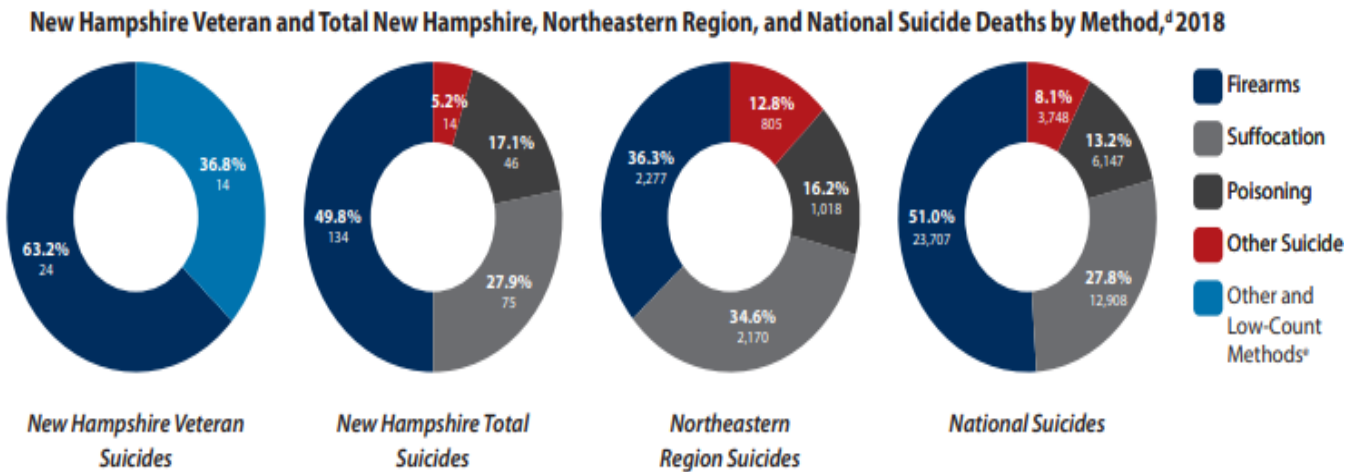 New Hampshire Veteran and Total New Hampshire, Northeastern Region, and National Suicide Deaths by Method,ᵈ 2018
36.8%
14
63.2%
24
New Hampshire Veteran
Suicides
5.2%
14
17.1%
46
49.8%
134
27.9%
75
New Hampshire Total
Suicides
12.8%
805
36.3%
2,277
16.2%
1,018
34.6%
2,170
Northeastern
Region Suicides
8.1%
3,748
13.2%
6,147
51.0%
23,707
27.8%
12,908
National Suicides
Firearms
Suffocation
Poisoning
Other Suicide
Other and
Low-Count
Methodsᵉ